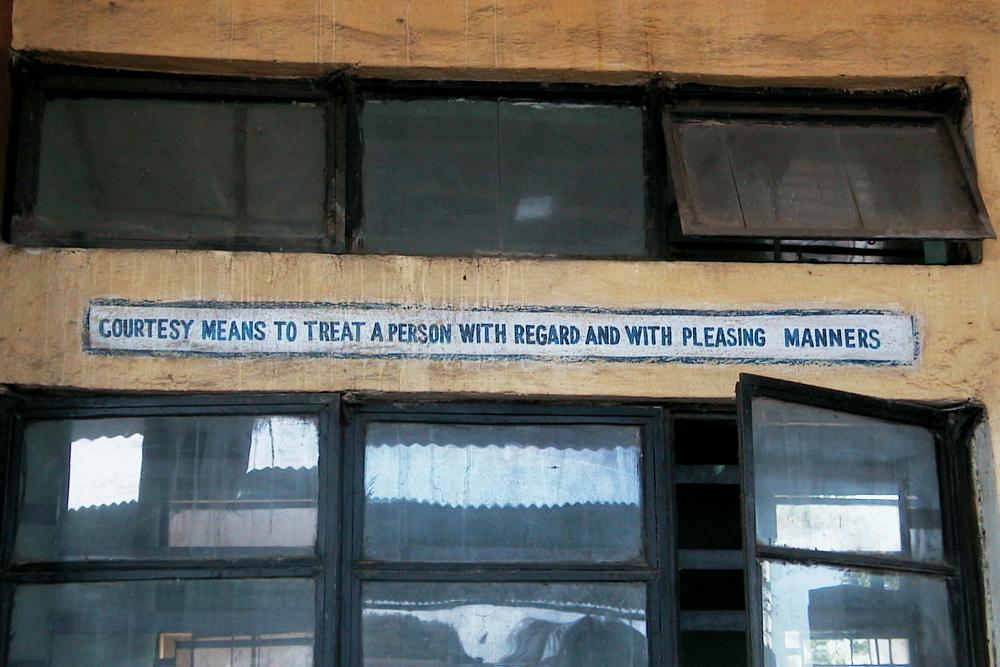 COURTESY MEANS TO TREAT A PERSON WITH REGARD AND WITH PLEASING MANNERS